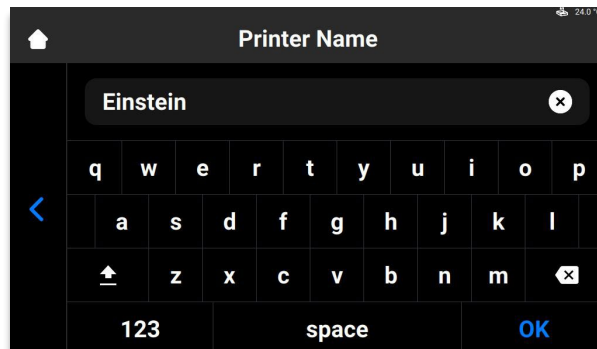 24.0 °
Printer Name
Einstein
q w e r t y u i o p
a s d f g h j k l
z x c v b n m
123 space OK